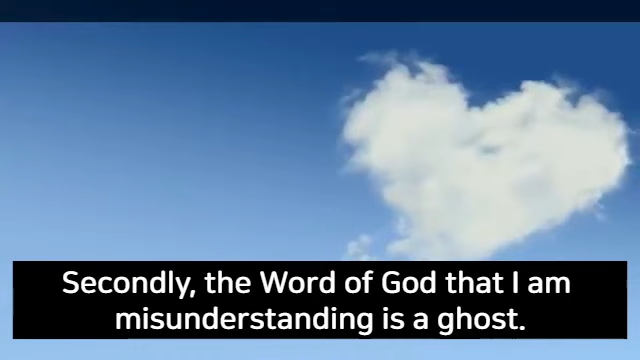 Secondly, the Word of God that I am
misunderstanding is a ghost.